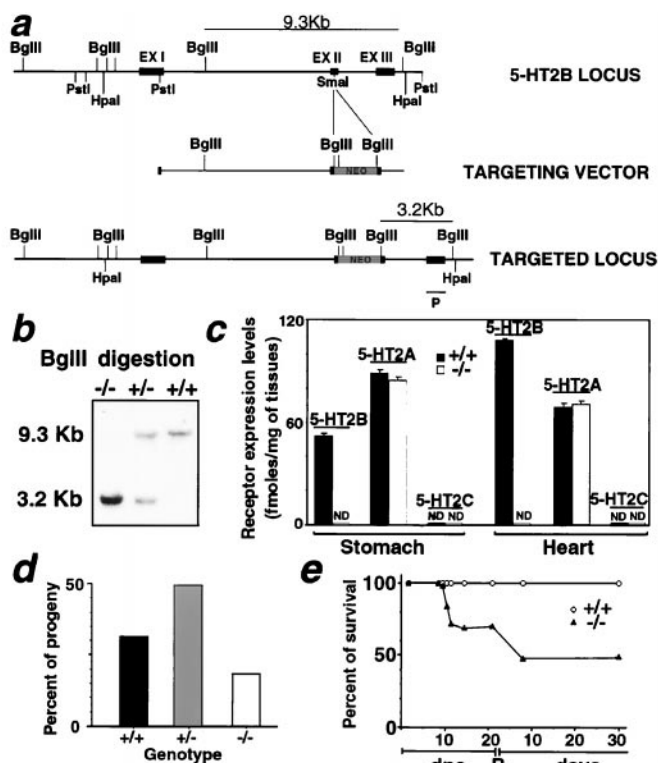 a
9.3Kb
BglII BglII BglII BglII
EX I EX II EX III
PstI PstI SmaI PstI
HpaI HpaI
5-HT2B LOCUS
BglII BglII BglII
NEO
TARGETING VECTOR
3.2Kb
BglII BglII BglII BglII BglII BglII
NEO
HpaI HpaI
TARGETED LOCUS
P
b
BglII digestion
-/- +/- +/+
9.3 Kb
3.2 Kb
c
Receptor expression levels
(fmoles/mg of tissues)
120
60
0
5-HT2B
5-HT2A
+/+
-/-
5-HT2B
5-HT2A
5-HT2C
5-HT2C
ND ND ND ND ND ND
Stomach Heart
d
Percent of progeny
50
0
+/+ +/- -/-
Genotype
e
Percent of survival
100
50
0
+/+
-/-
10 20 10 20 30
days